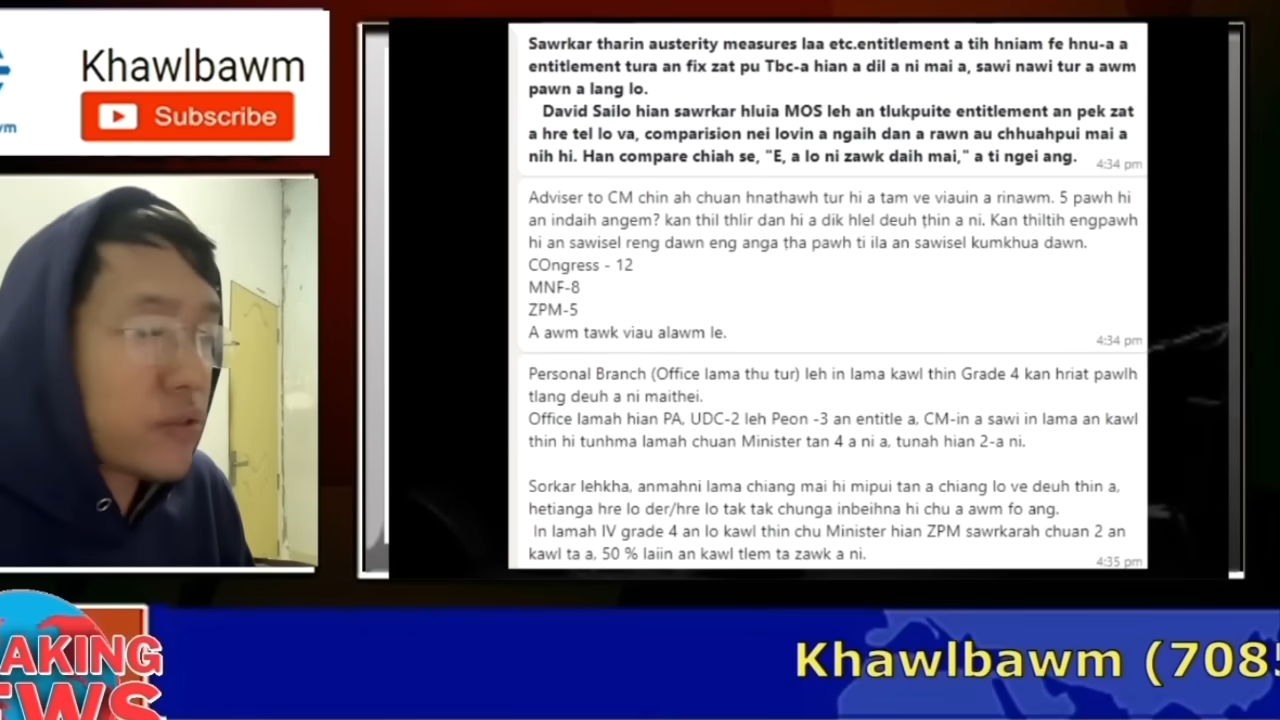 Khawlbawm
Subscribe
Sawrkar tharin austerity measures laa etc.entitlement a tih hniam fe hnu-a a
entitlement tura an fix zat pu Tbc-a hian a dil a ni mai a, sawi nawi tur a awm
pawn a lang lo.
David Sailo hian sawrkar hluia MOS leh an tlukpuite entitlement an pek zat
a hre tel lo va, comparision nei lovin a ngaih dan a rawn au chhuahpui mai a
nih hi. Han compare chiah se, "E, a lo ni zawk daih mai," a ti ngei ang.
4:34 pm
Adviser to CM chin ah chuan hnathawh tur hi a tam ve viauin a rinawm. 5 pawh hi
an indaih angem? kan thil thlir dan hi a dik hlel deuh ṭhin a ni. Kan thiltih engpawh
hi an sawisel reng dawn eng anga ṭha pawh ti ila an sawisel kumkhua dawn.
COngress - 12
MNF-8
ZPM-5
A awm tawk viau alawm le.
4:34 pm
Personal Branch (Office lama thu tur) leh in lama kawl thin Grade 4 kan hriat pawlh
tlang deuh a ni maithei.
Office lamah hian PA, UDC-2 leh Peon -3 an entitle a, CM-in a sawi in lama an kawl
thin hi tunhma lamah chuan Minister tan 4 a ni a, tunah hian 2-a ni.
Sorkar lehkha, anmahni lama chiang mai hi mipui tan a chiang lo ve deuh thin a,
hetianga hre lo der/hre lo tak tak chunga inbeihna hi chu a awm fo ang.
In lamah IV grade 4 an lo kawl thin chu Minister hian ZPM sawrkarah chuan 2 an
kawl ta a, 50 % laiin an kawl tlem ta zawk a ni.
4:35 pm
AKING
EWS
Khawlbawm (708